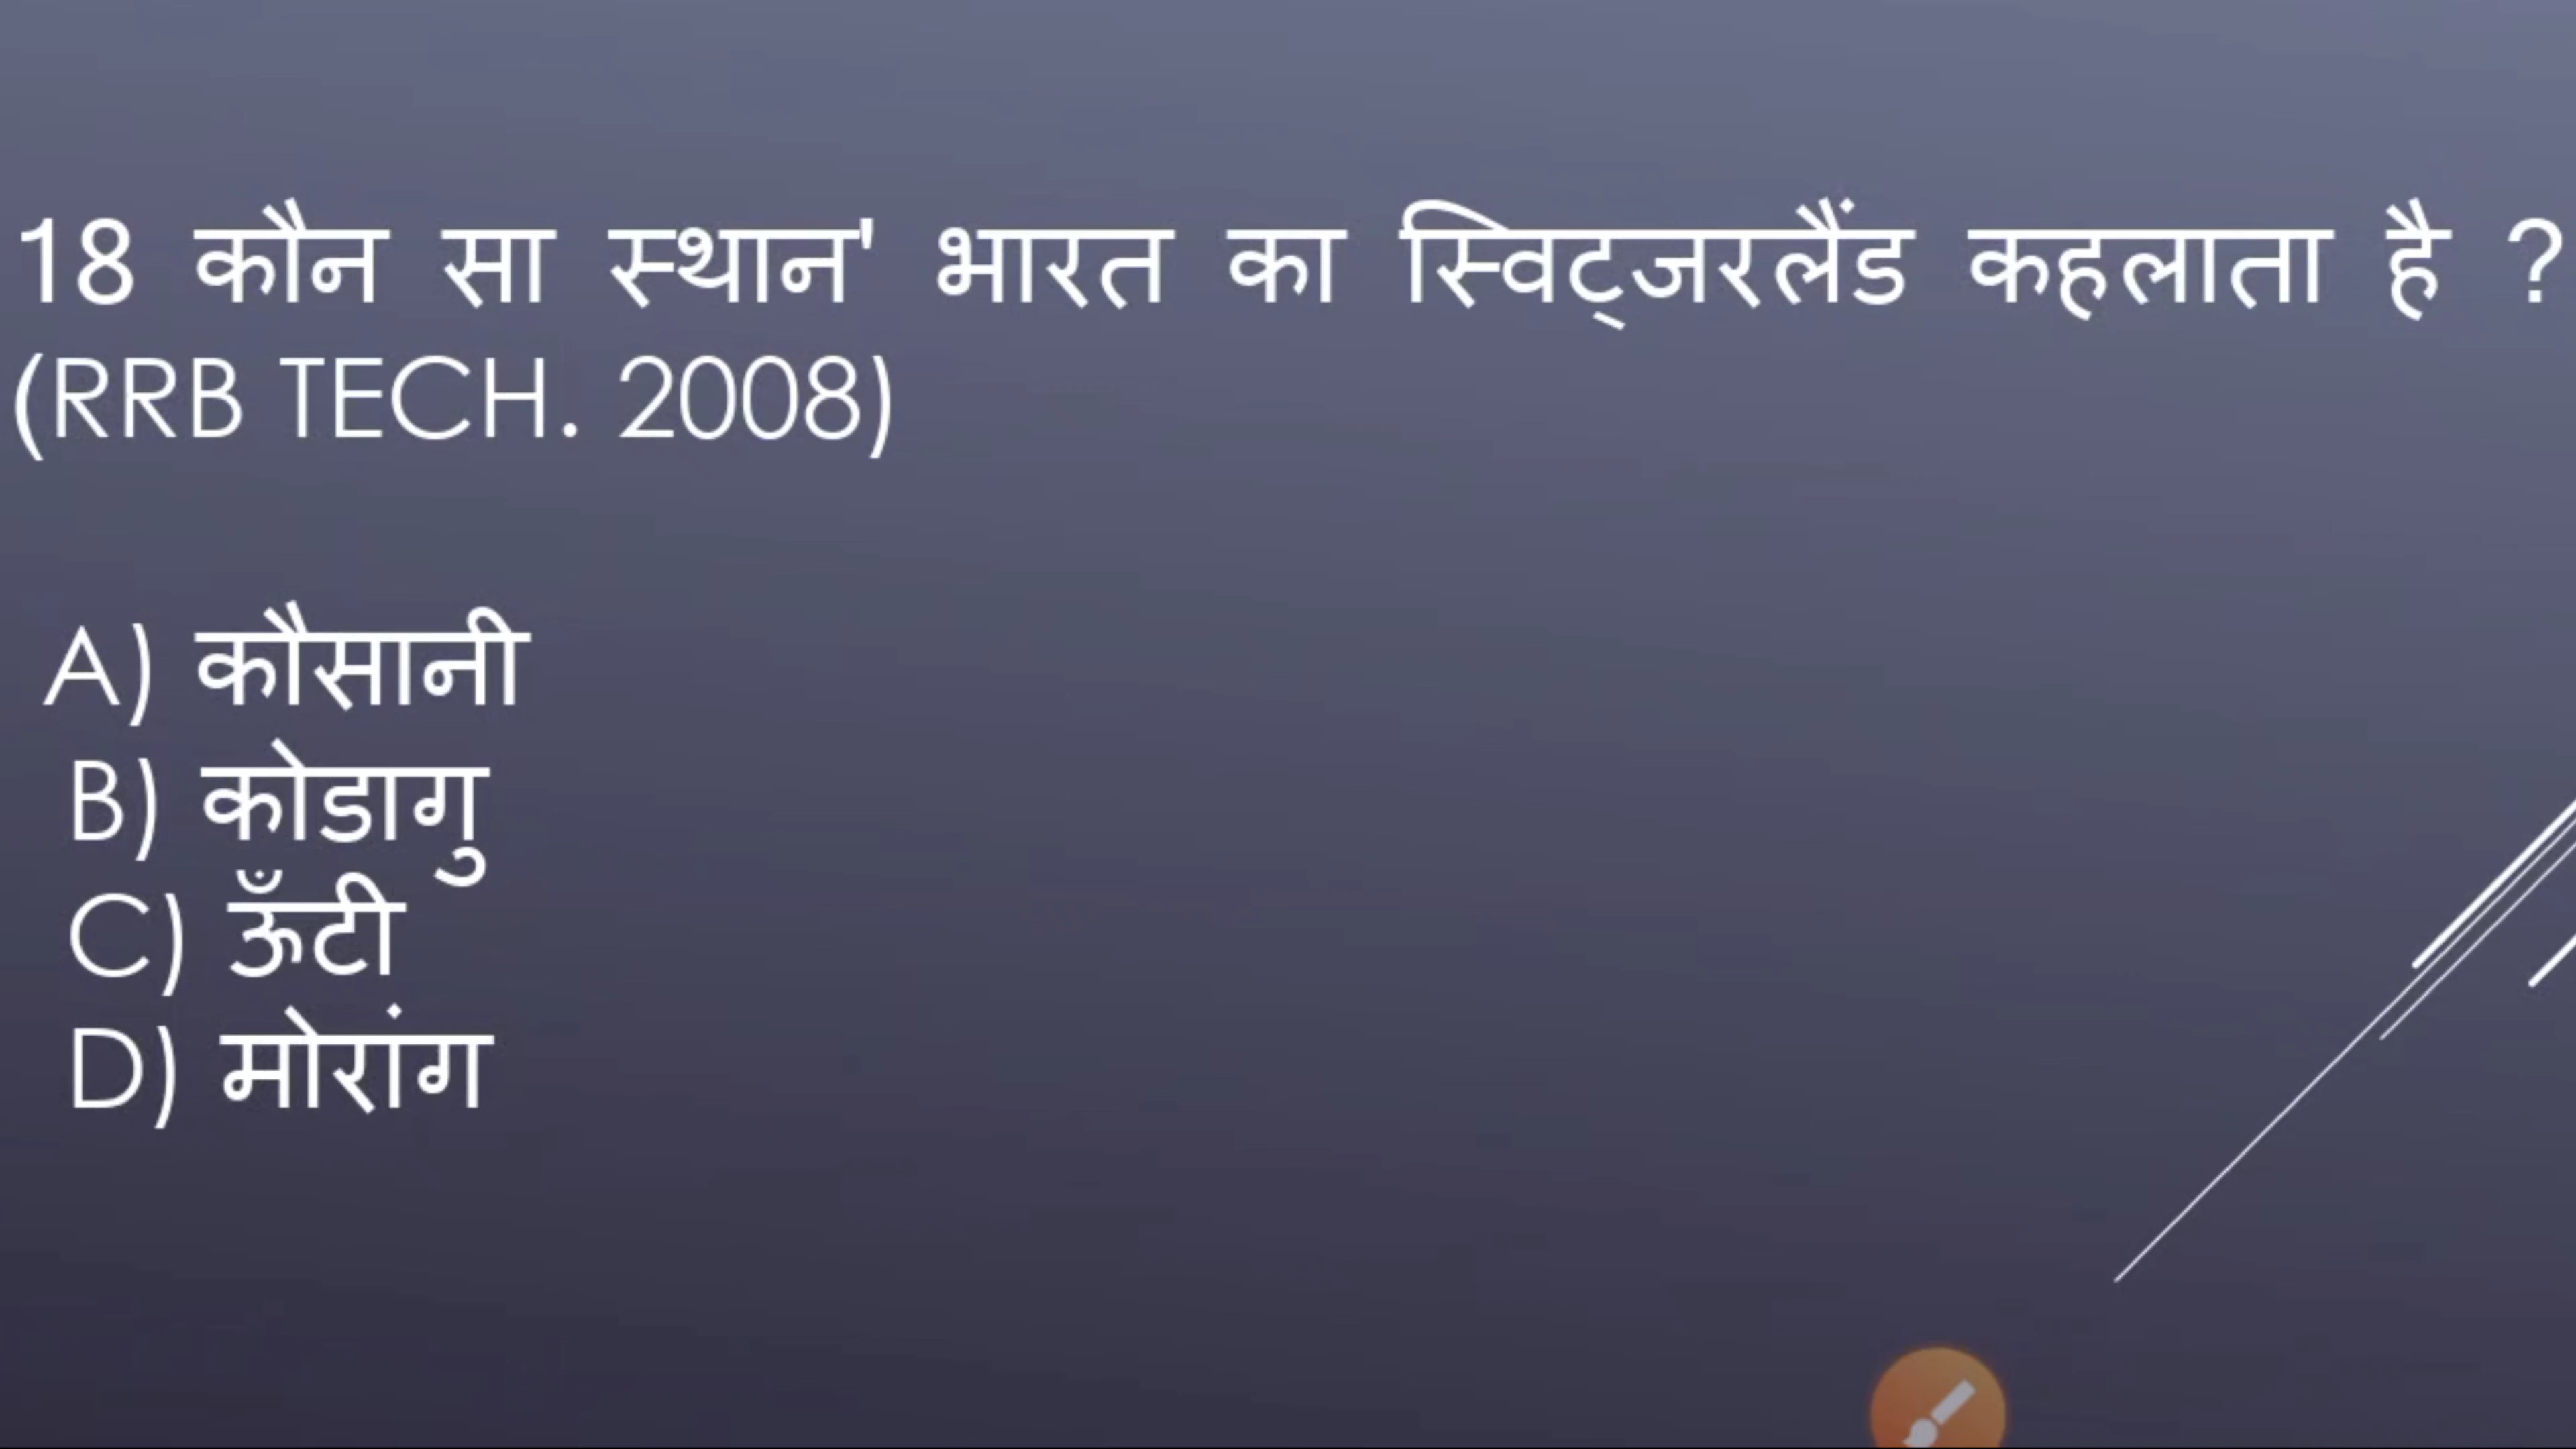 18 कौन सा स्थान' भारत का स्विट्जरलैंड कहलाता है ?
(RRB TECH. 2008)
A) कौसानी
B) कोडागु
C) ऊँटी
D) मोरांग